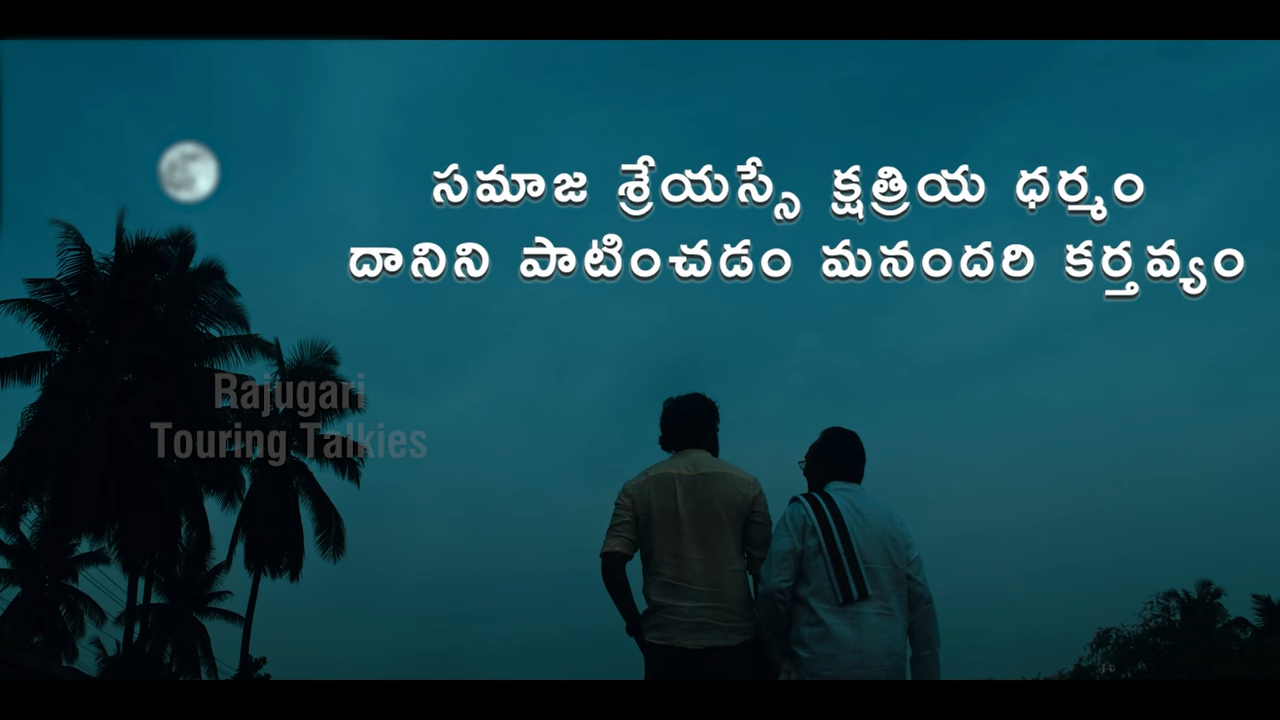 సమాజ శ్రేయస్సే క్షత్రియ ధర్మం
దానిని పాటించడం మనందరి కర్తవ్యం
Rajugari
Touring Talkies